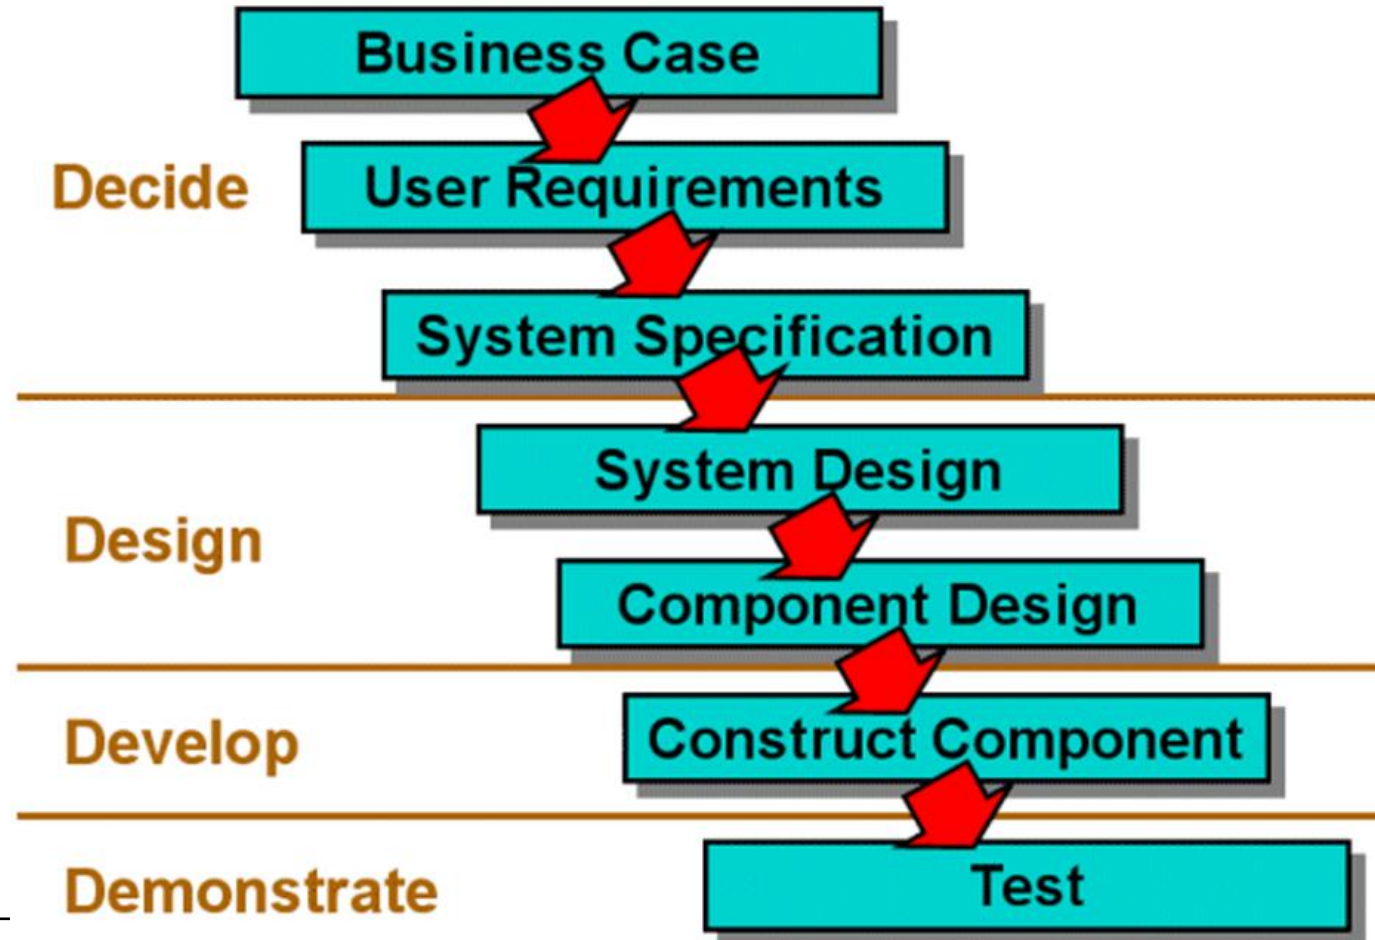 Business Case
Decide
User Requirements
System Specification
System Design
Design
Component Design
Develop
Construct Component
Demonstrate
Test